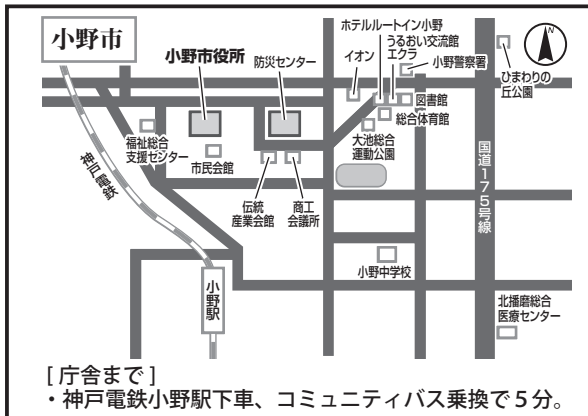 小野市
小野市役所
防災センター
ホテルルートイン小野
うるおい交流館
エクラ
イオン
小野警察署
ひまわりの
丘公園
図書館
総合体育館
大池総合
運動公園
福祉総合
支援センター
市民会館
伝統
産業会館
商工
会議所
神戸電鉄
国道175号線
小野中学校
小野駅
北播磨総合
医療センター
N
[庁舎まで]
・神戸電鉄小野駅下車、コミュニティバス乗換で5分。